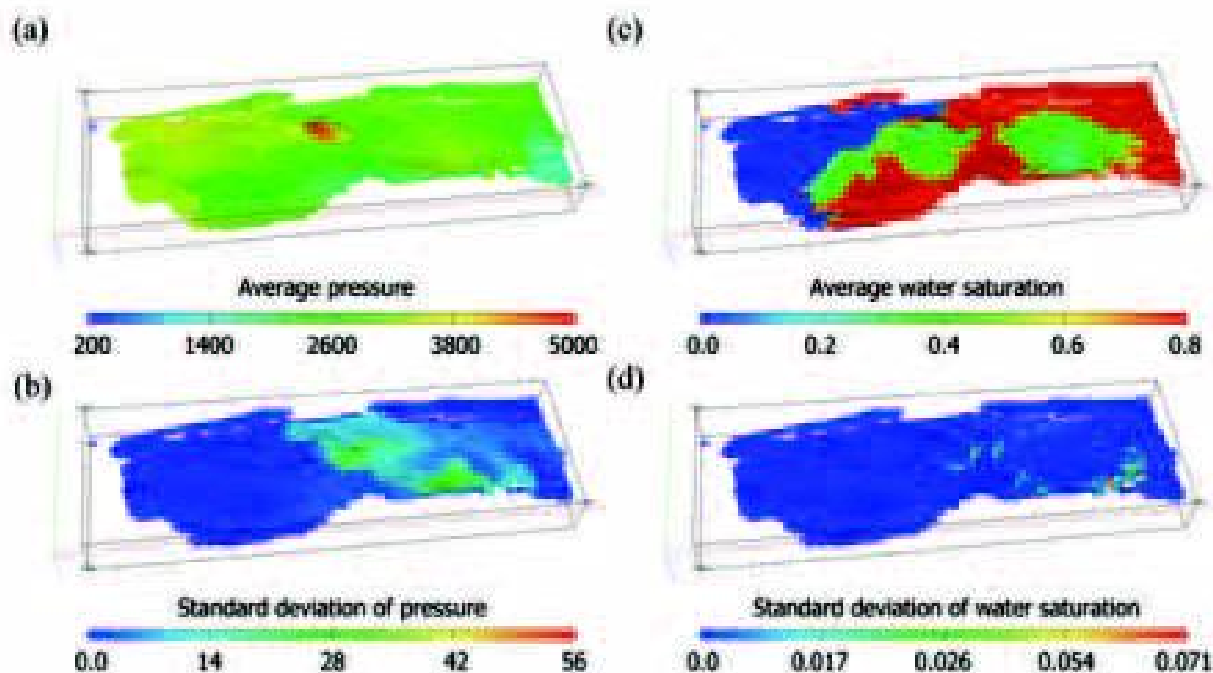 (a)
Average pressure
200 1400 2600 3800 5000
(c)
Average water saturation
0.0 0.2 0.4 0.6 0.8
(b)
Standard deviation of pressure
0.0 14 28 42 56
(d)
Standard deviation of water saturation
0.0 0.017 0.026 0.054 0.071